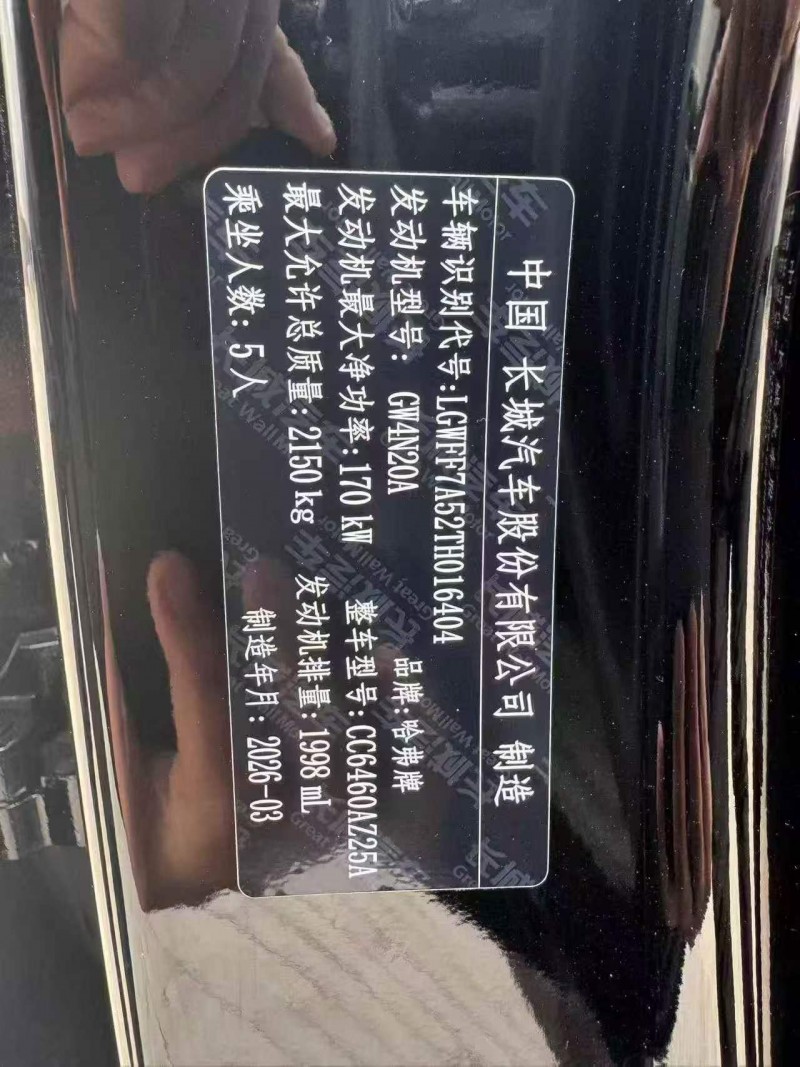 中国 长城汽车股份有限公司 制造
车辆识别代号:LGWFF7A52TH016404
发动机型号: GW4N20A 品牌:哈弗牌
发动机最大净功率:170 kW 整车型号:CC6460AZ25A
最大允许总质量:2150 kg 发动机排量:1998 mL
乘坐人数:5人 制造年月:2026-03